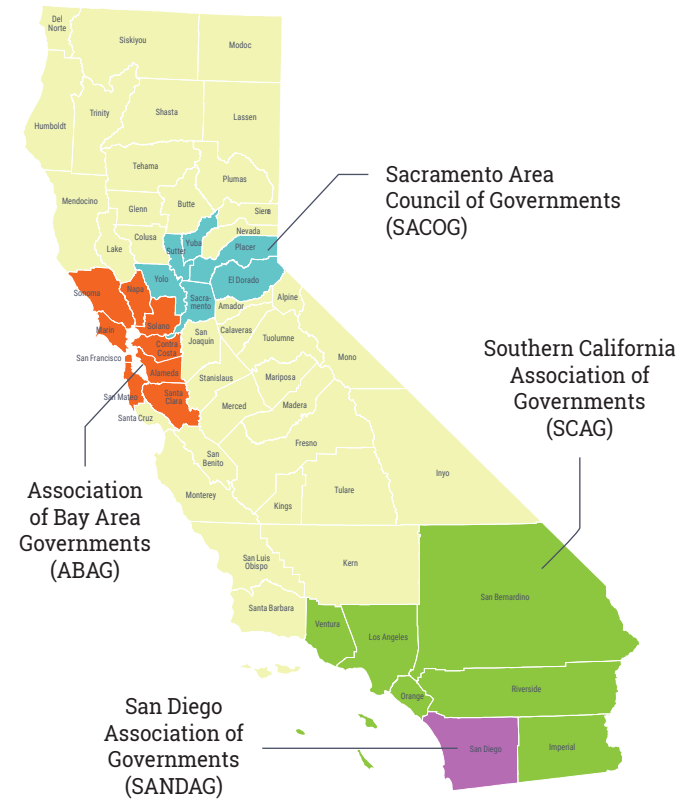 Del
Norte
Siskiyou
Modoc
Humboldt
Trinity
Shasta
Lassen
Tehama
Plumas
Mendocino
Glenn
Butte
Sierra
Nevada
Colusa
Lake
Sutter
Yuba
Placer
Yolo
El Dorado
Sacra-
mento
Amador
Alpine
Sonoma
Napa
Solano
Marin
Contra
Costa
San
Joaquin
Calaveras
Tuolumne
Mono
San Francisco
Alameda
Stanislaus
Mariposa
San Mateo
Santa
Clara
Merced
Madera
Santa Cruz
Fresno
San
Benito
Inyo
Monterey
Kings
Tulare
San Luis
Obispo
Kern
Santa Barbara
San Bernardino
Ventura
Los Angeles
Orange
Riverside
San Diego
Imperial
Sacramento Area
Council of Governments
(SACOG)
Southern California
Association of
Governments
(SCAG)
Association
of Bay Area
Governments
(ABAG)
San Diego
Association of
Governments
(SANDAG)